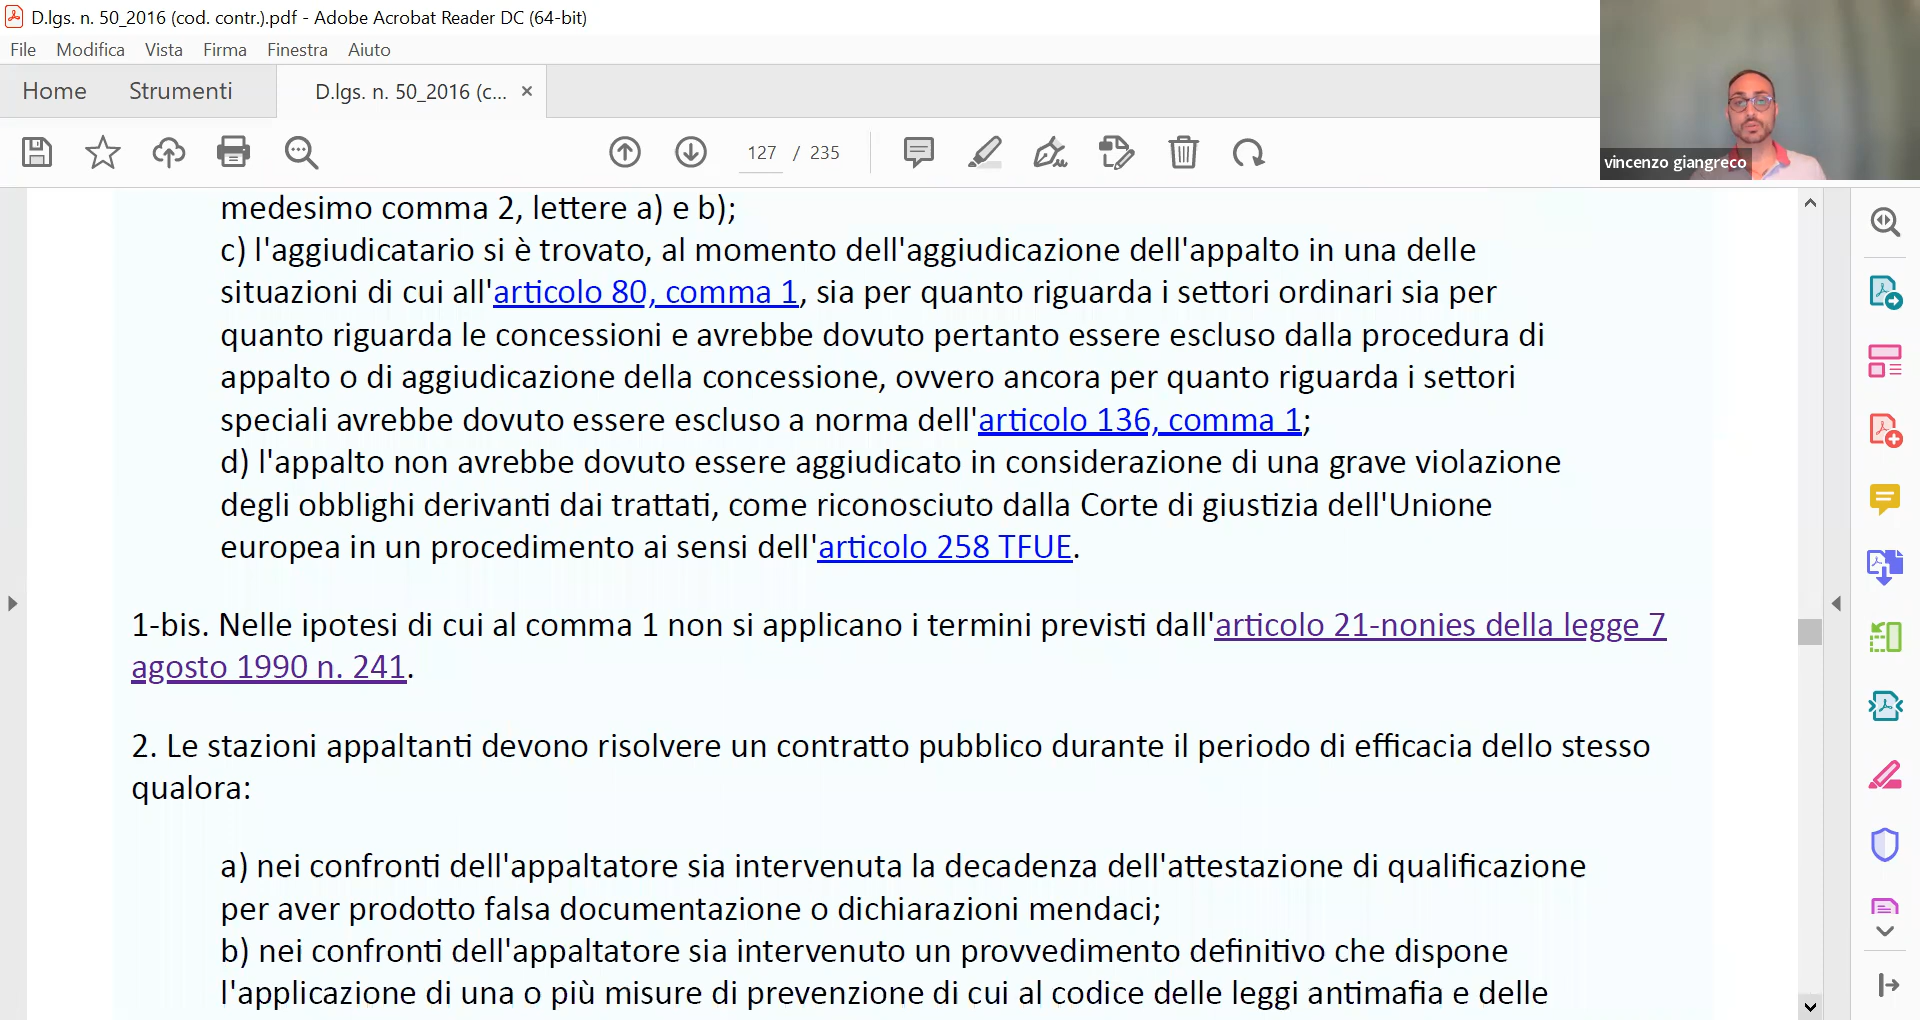 D.lgs. n. 50_2016 (cod. contr.).pdf - Adobe Acrobat Reader DC (64-bit)
File Modifica Vista Firma Finestra Aiuto
Home Strumenti D.lgs. n. 50_2016 (c... ×
127 / 235
vincenzo giangreco
medesimo comma 2, lettere a) e b);
c) l'aggiudicatario si è trovato, al momento dell'aggiudicazione dell'appalto in una delle
situazioni di cui all'articolo 80, comma 1, sia per quanto riguarda i settori ordinari sia per
quanto riguarda le concessioni e avrebbe dovuto pertanto essere escluso dalla procedura di
appalto o di aggiudicazione della concessione, ovvero ancora per quanto riguarda i settori
speciali avrebbe dovuto essere escluso a norma dell'articolo 136, comma 1;
d) l'appalto non avrebbe dovuto essere aggiudicato in considerazione di una grave violazione
degli obblighi derivanti dai trattati, come riconosciuto dalla Corte di giustizia dell'Unione
europea in un procedimento ai sensi dell'articolo 258 TFUE.
1-bis. Nelle ipotesi di cui al comma 1 non si applicano i termini previsti dall'articolo 21-nonies della legge 7
agosto 1990 n. 241.
2. Le stazioni appaltanti devono risolvere un contratto pubblico durante il periodo di efficacia dello stesso
qualora:
a) nei confronti dell'appaltatore sia intervenuta la decadenza dell'attestazione di qualificazione
per aver prodotto falsa documentazione o dichiarazioni mendaci;
b) nei confronti dell'appaltatore sia intervenuto un provvedimento definitivo che dispone
l'applicazione di una o più misure di prevenzione di cui al codice delle leggi antimafia e delle